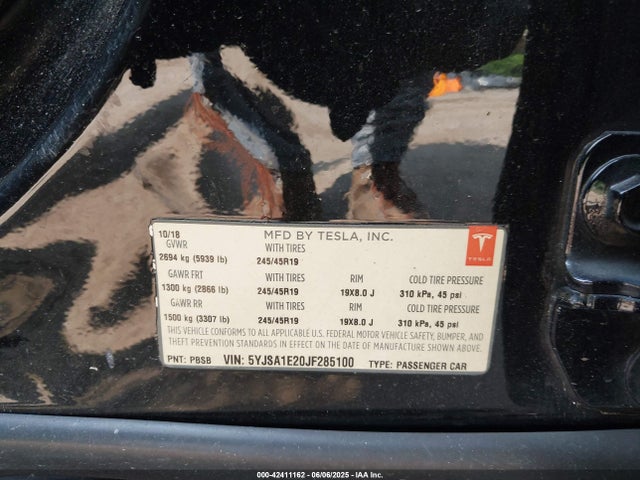 10/18 MFD BY TESLA, INC.
GVWR WITH TIRES
2694 kg (5939 lb) 245/45R19
TESLA
GAWR FRT WITH TIRES RIM COLD TIRE PRESSURE
1300 kg (2866 lb) 245/45R19 19X8.0 J 310 kPa, 45 psi
GAWR RR WITH TIRES RIM COLD TIRE PRESSURE
1500 kg (3307 lb) 245/45R19 19X8.0 J 310 kPa, 45 psi
THIS VEHICLE CONFORMS TO ALL APPLICABLE U.S. FEDERAL MOTOR VEHICLE SAFETY, BUMPER, AND
THEFT PREVENTION STANDARDS IN EFFECT ON THE DATE OF MANUFACTURE SHOWN ABOVE.
PNT: PBSB VIN: 5YJSA1E20JF285100 TYPE: PASSENGER CAR
000-42411162 | 06/06/2025 - IAA Inc.